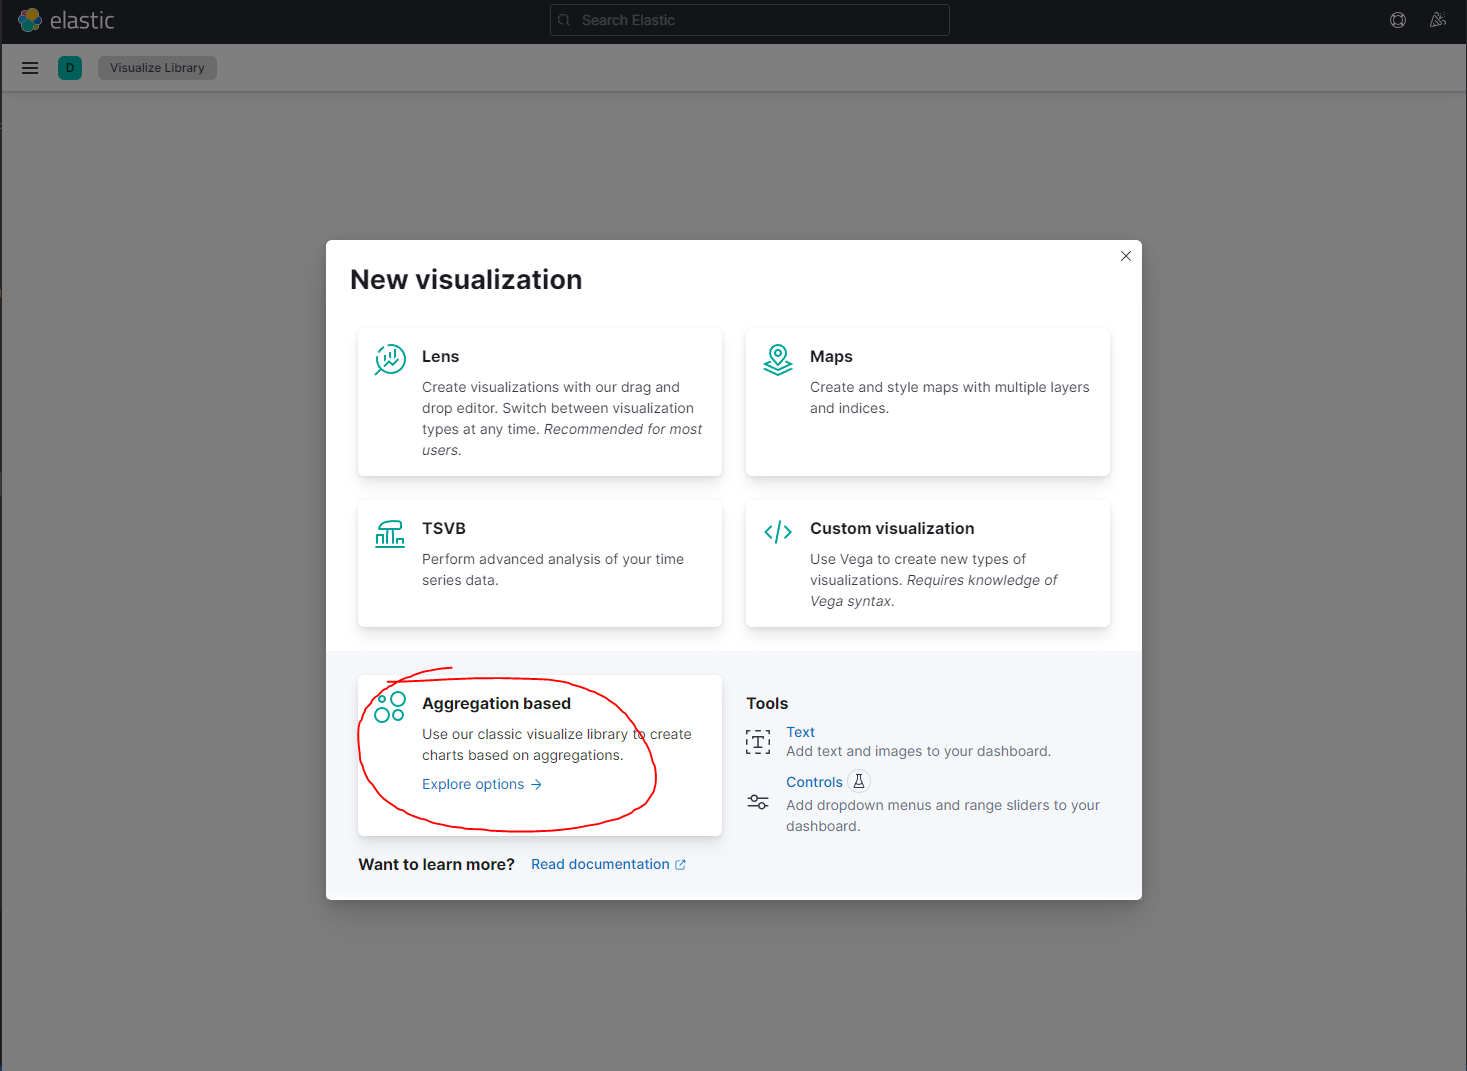 elastic
Search Elastic
D
Visualize Library
New visualization
Lens
Create visualizations with our drag and
drop editor. Switch between visualization
types at any time. Recommended for most
users.
Maps
Create and style maps with multiple layers
and indices.
TSVB
Perform advanced analysis of your time
series data.
Custom visualization
Use Vega to create new types of
visualizations. Requires knowledge of
Vega syntax.
Aggregation based
Use our classic visualize library to create
charts based on aggregations.
Explore options →
Tools
T
Text
Add text and images to your dashboard.
Controls
Add dropdown menus and range sliders to your
dashboard.
Want to learn more? Read documentation